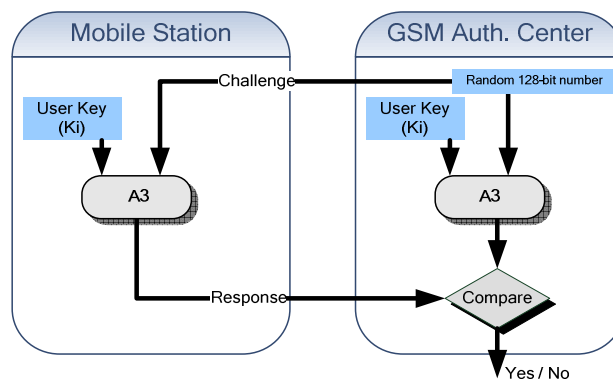 Mobile Station
GSM Auth. Center
Challenge
Random 128-bit number
User Key
(Ki)
User Key
(Ki)
A3
A3
Response
Compare
Yes / No